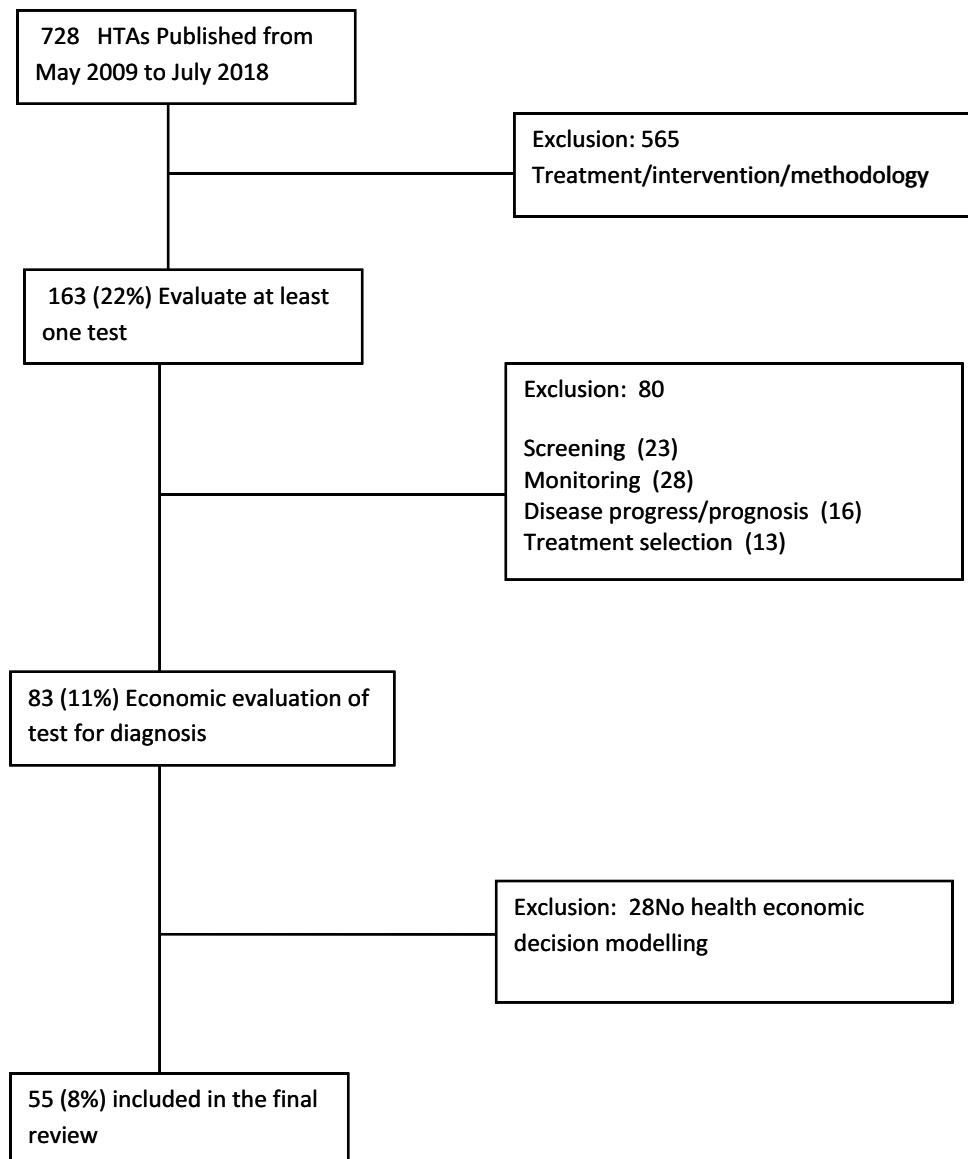 728 HTAs Published from
May 2009 to July 2018
Exclusion: 565
Treatment/intervention/methodology
163 (22%) Evaluate at least
one test
Exclusion: 80
Screening (23)
Monitoring (28)
Disease progress/prognosis (16)
Treatment selection (13)
83 (11%) Economic evaluation of
test for diagnosis
Exclusion: 28No health economic
decision modelling
55 (8%) included in the final
review